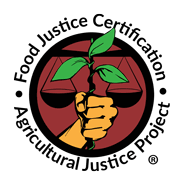 • Food Justice Certification •
Agricultural Justice Project
®